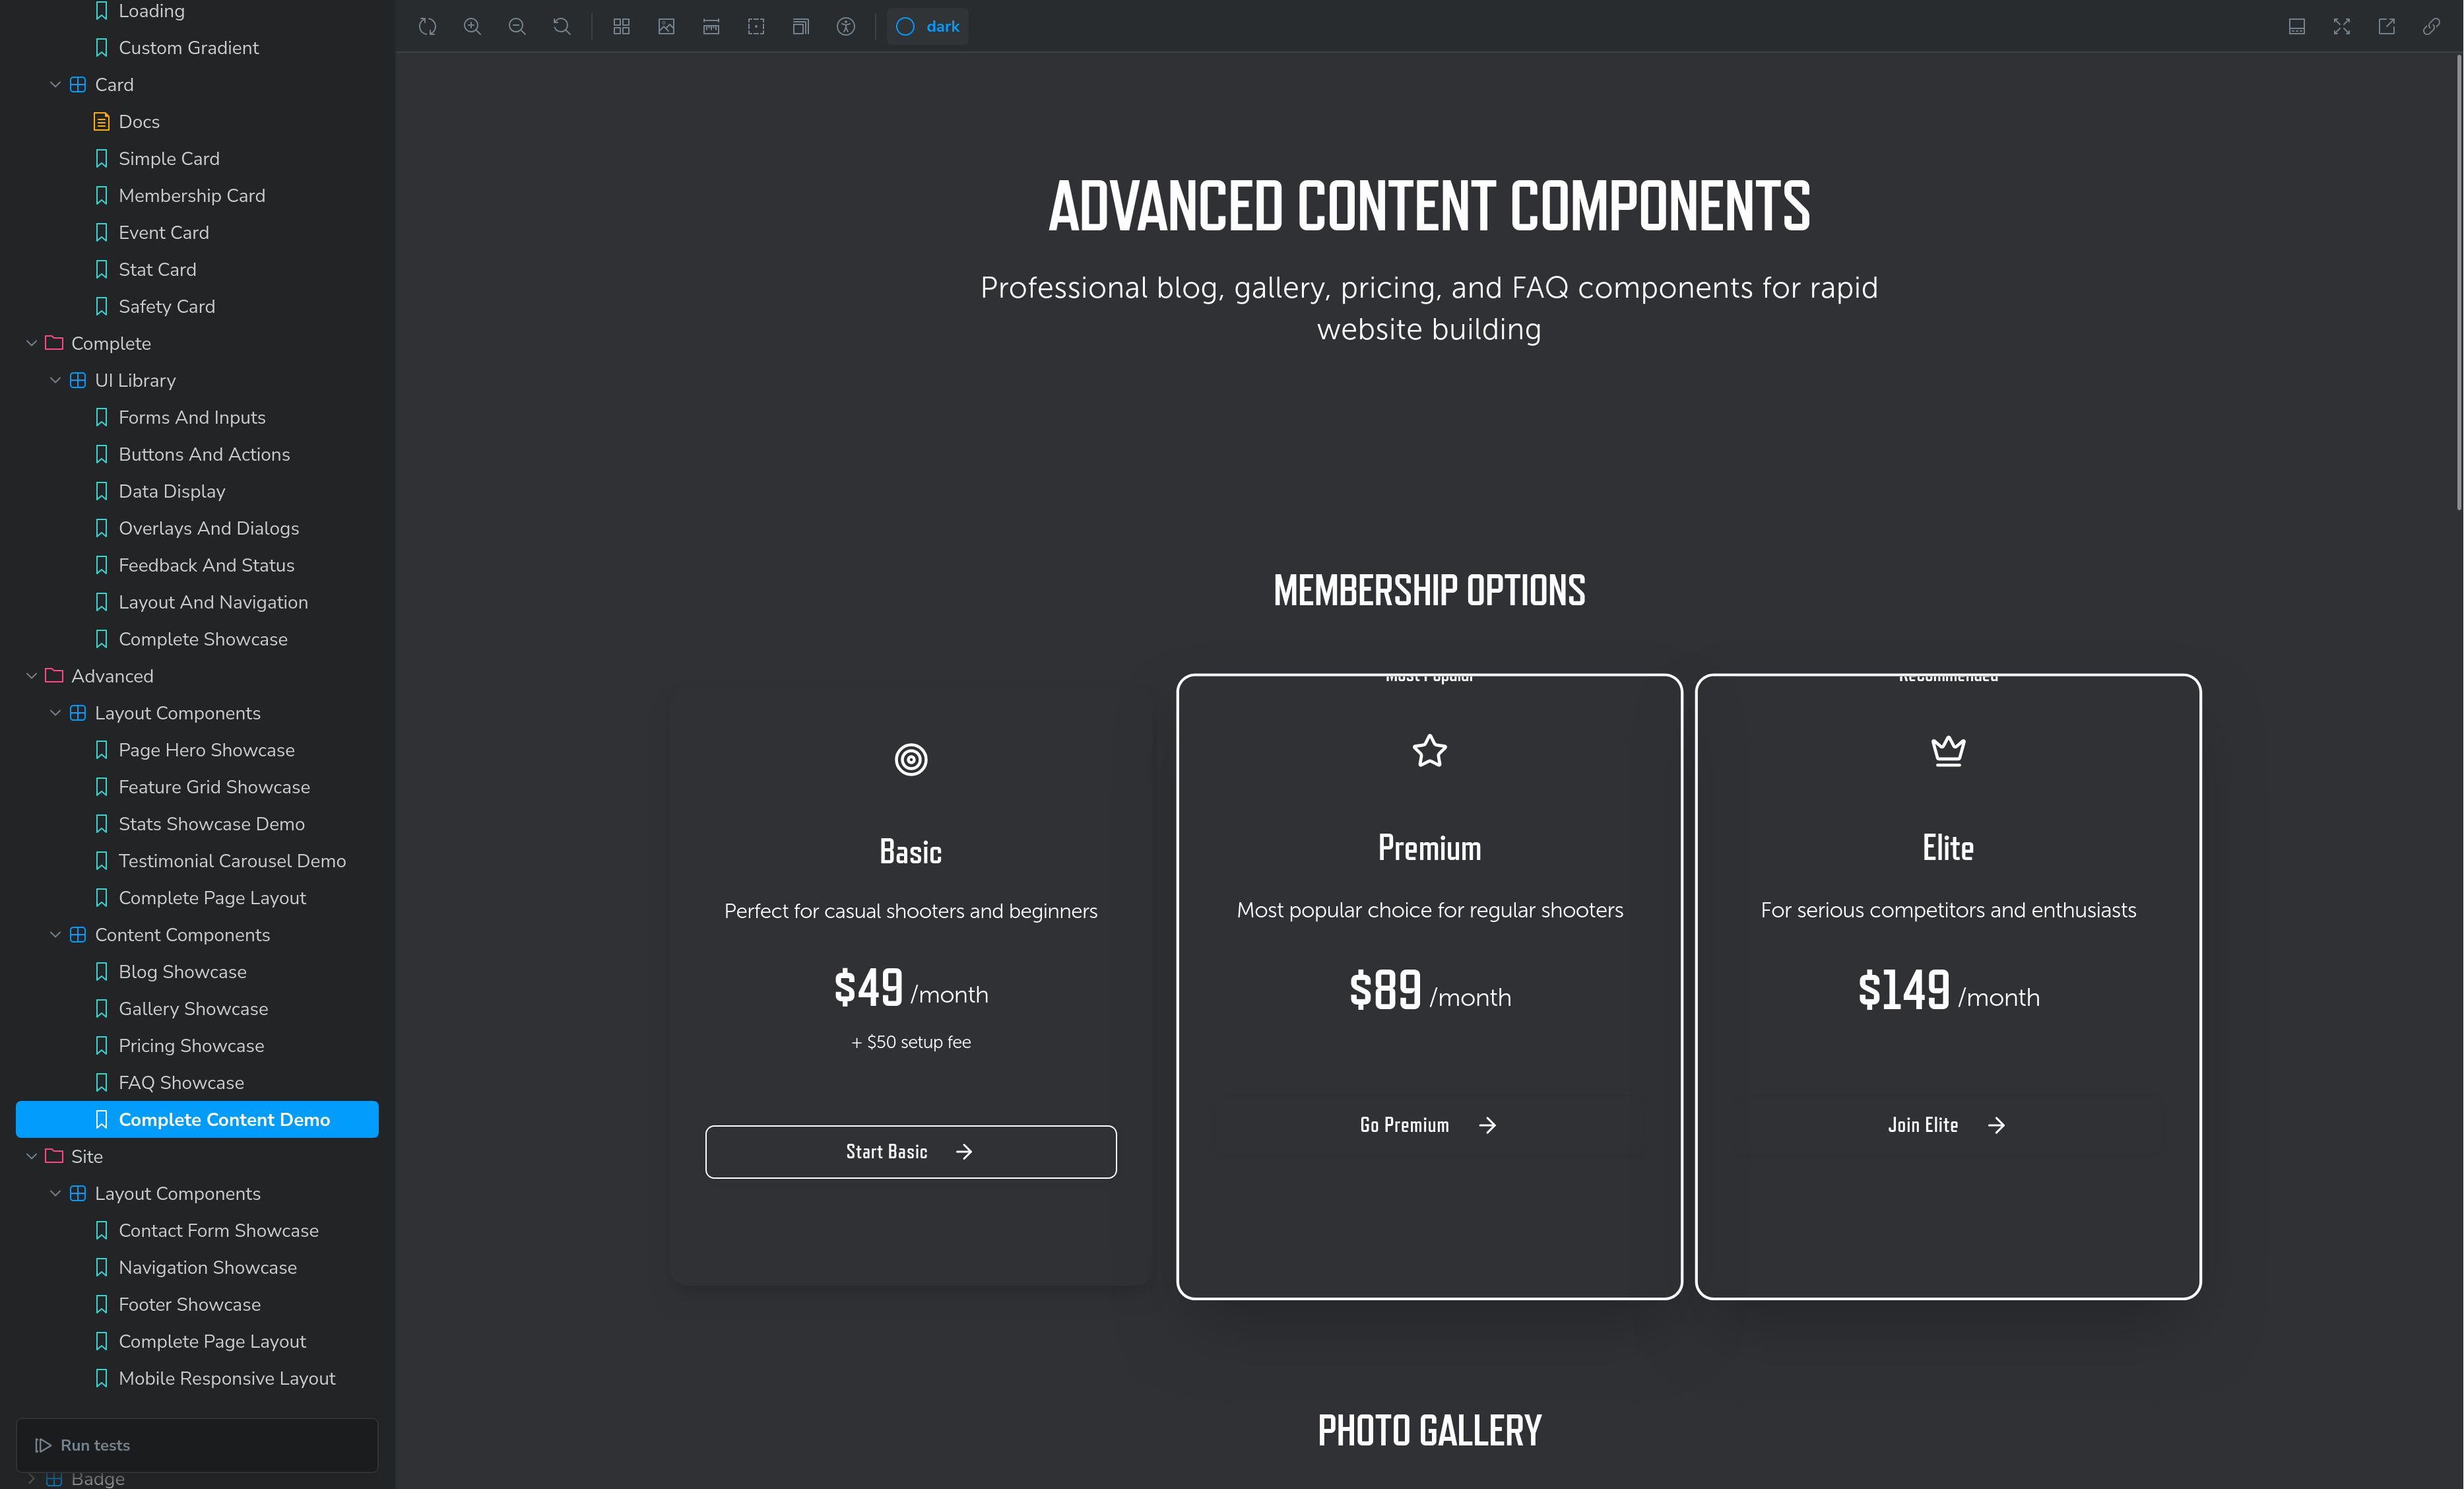 Loading
Custom Gradient
Card
Docs
Simple Card
Membership Card
Event Card
Stat Card
Safety Card
Complete
UI Library
Forms And Inputs
Buttons And Actions
Data Display
Overlays And Dialogs
Feedback And Status
Layout And Navigation
Complete Showcase
Advanced
Layout Components
Page Hero Showcase
Feature Grid Showcase
Stats Showcase Demo
Testimonial Carousel Demo
Complete Page Layout
Content Components
Blog Showcase
Gallery Showcase
Pricing Showcase
FAQ Showcase
Complete Content Demo
Site
Layout Components
Contact Form Showcase
Navigation Showcase
Footer Showcase
Complete Page Layout
Mobile Responsive Layout
Run tests
Badge
dark
ADVANCED CONTENT COMPONENTS
Professional blog, gallery, pricing, and FAQ components for rapid
website building
MEMBERSHIP OPTIONS
Basic
Perfect for casual shooters and beginners
$49 /month
+ $50 setup fee
Start Basic
Most Popular
Premium
Most popular choice for regular shooters
$89 /month
Go Premium
Recommended
Elite
For serious competitors and enthusiasts
$149 /month
Join Elite
PHOTO GALLERY